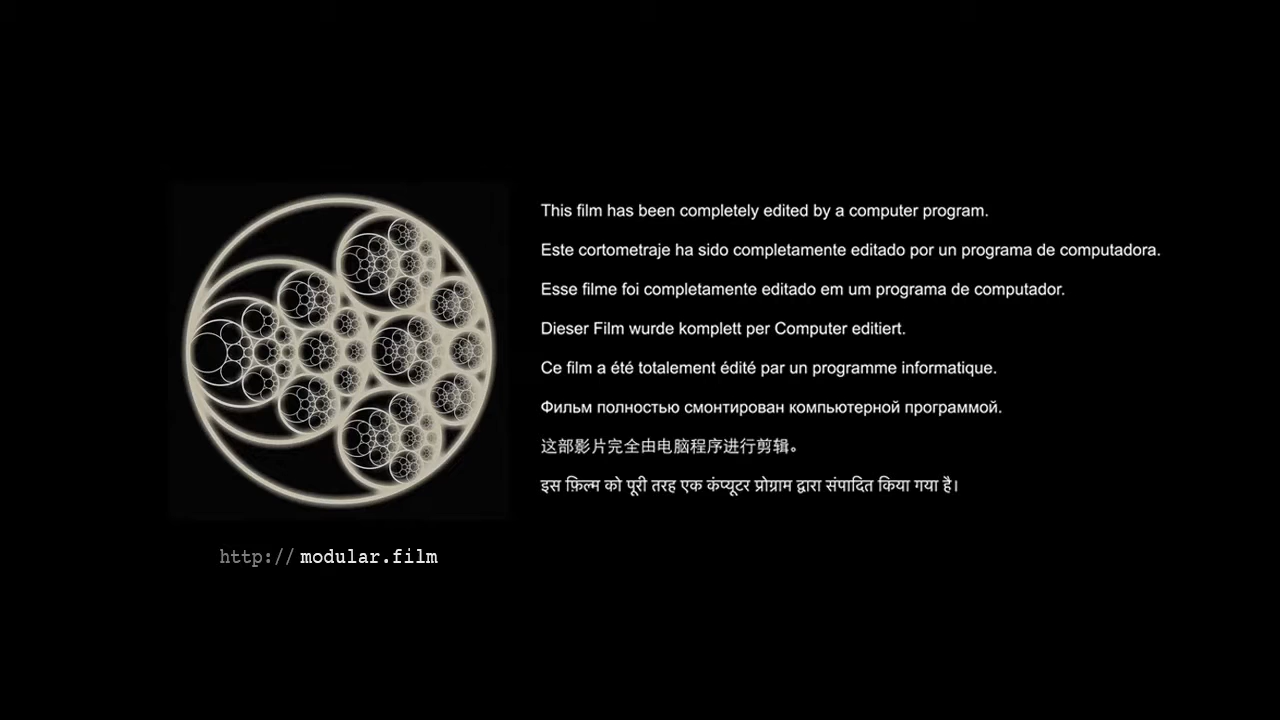 This film has been completely edited by a computer program.
Este cortometraje ha sido completamente editado por un programa de computadora.
Esse filme foi completamente editado em um programa de computador.
Dieser Film wurde komplett per Computer editiert.
Ce film a été totalement édité par un programme informatique.
Фильм полностью смонтирован компьютерной программой.
这部影片完全由电脑程序进行剪辑。
इस फ़िल्म को पूरी तरह एक कंप्यूटर प्रोग्राम द्वारा संपादित किया गया है।
http:// modular.film